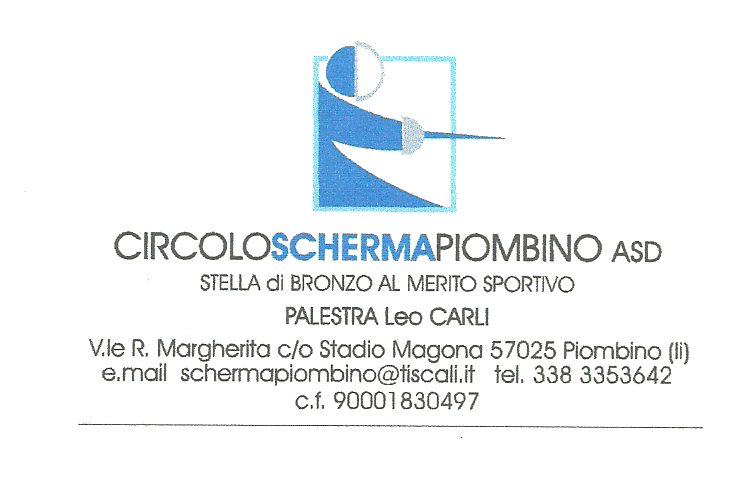 CIRCOLOSCHERMAPIOMBINO ASD
STELLA di BRONZO AL MERITO SPORTIVO
PALESTRA Leo CARLI
V.le R. Margherita c/o Stadio Magona 57025 Piombino (li)
e.mail schermapiombino@tiscali.it tel. 338 3353642
c.f. 90001830497